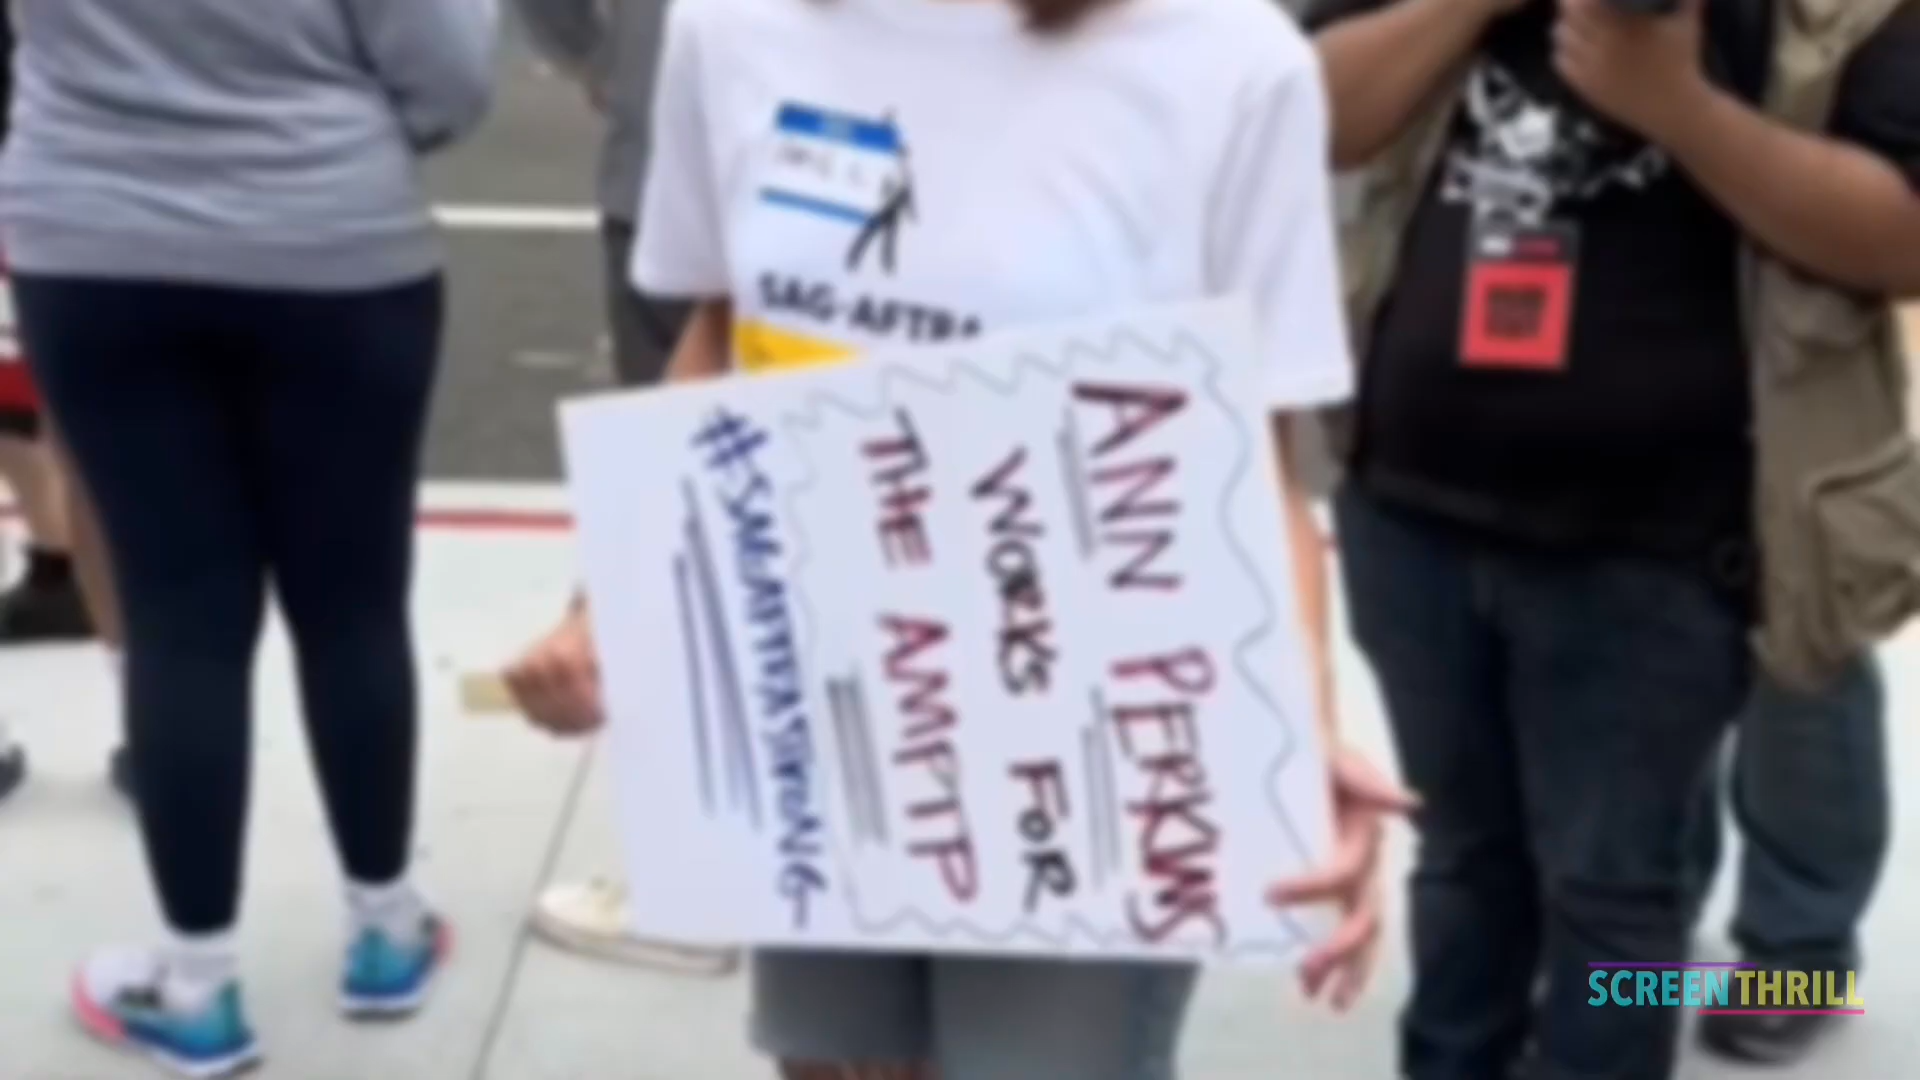 SAG-AFTRA
ANN PERKINS
WORKS FOR
THE AMPTP
#SAGAFTRASTRONG
SCREENTHRILL